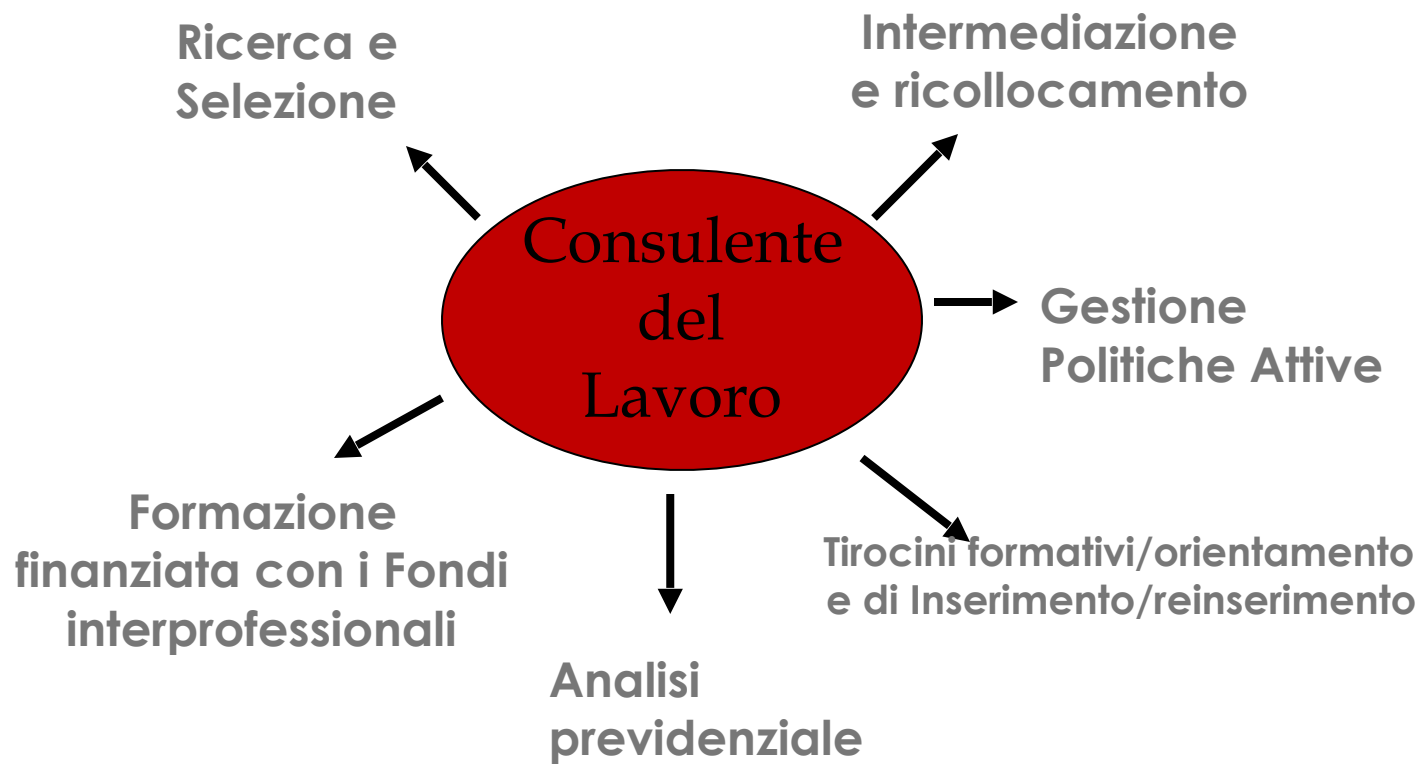 Ricerca e
Selezione
Intermediazione
e ricollocamento
Consulente
del
Lavoro
Gestione
Politiche Attive
Formazione
finanziata con i Fondi
interprofessionali
Tirocini formativi/orientamento
e di Inserimento/reinserimento
Analisi
previdenziale